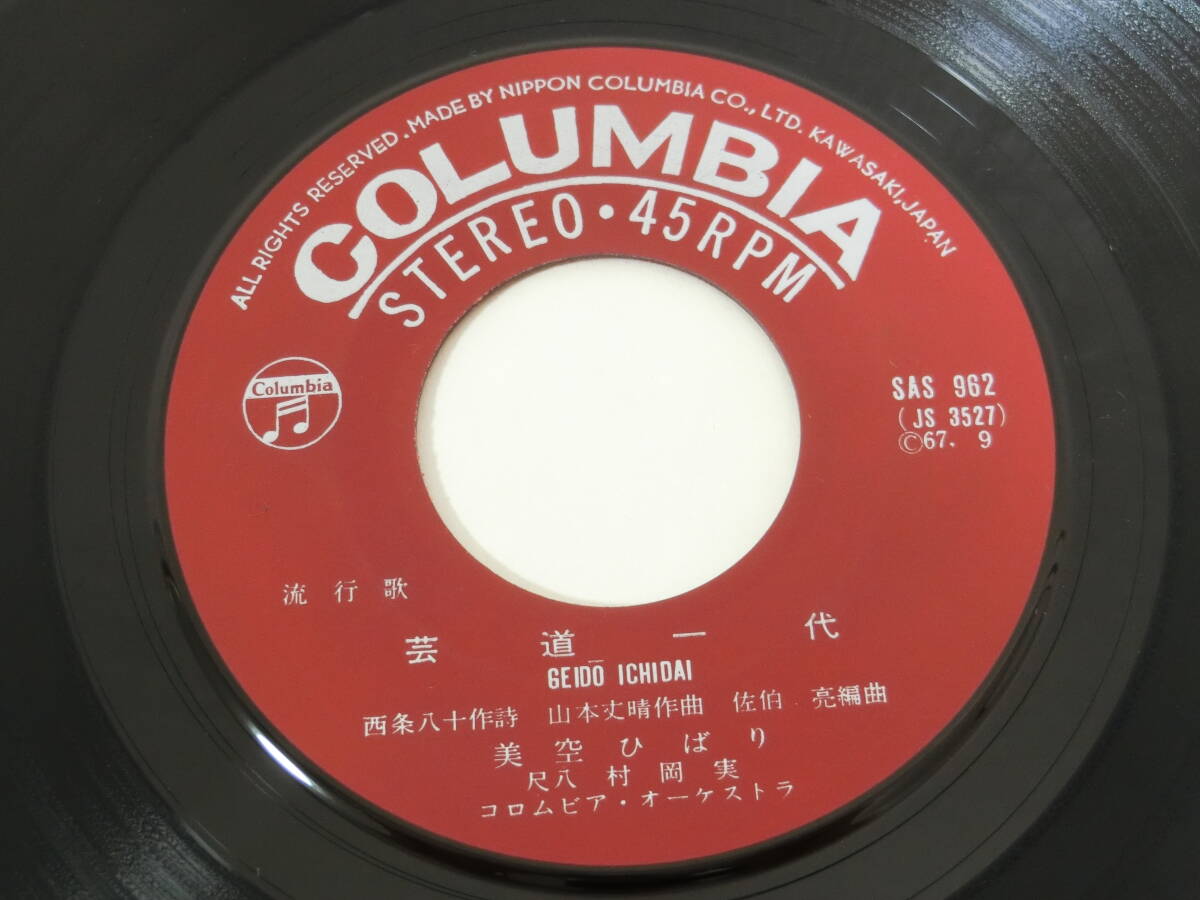 ALL RIGHTS RESERVED. MADE BY NIPPON COLUMBIA CO., LTD. KAWASAKI, JAPAN
COLUMBIA
STEREO・45RPM
Columbia
SAS 962
(JS 3527)
Ⓒ67. 9
流行歌
芸道一代
GEIDŌ ICHIDAI
西条八十作詩 山本丈晴作曲 佐伯 亮編曲
美空ひばり
尺八 村岡実
コロムビア・オーケストラ